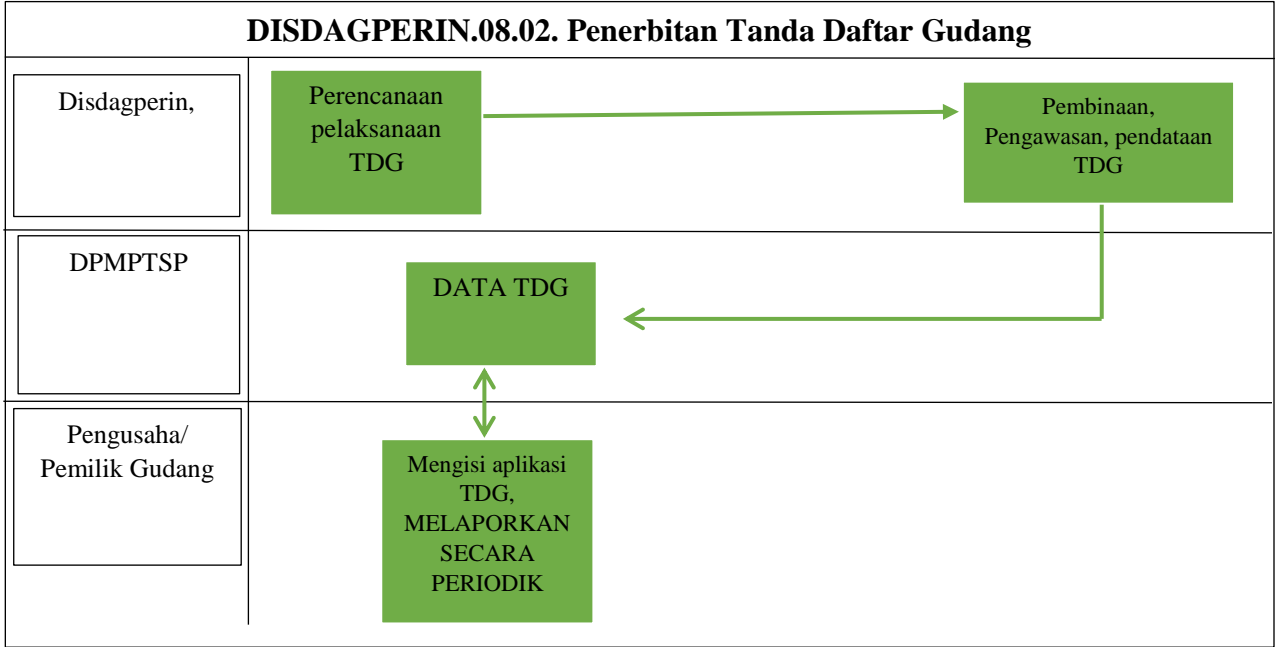 DISDAGPERIN.08.02. Penerbitan Tanda Daftar Gudang
Disdagperin,
Perencanaan
pelaksanaan
TDG
Pembinaan,
Pengawasan, pendataan
TDG
DPMPTSP
DATA TDG
Pengusaha/
Pemilik Gudang
Mengisi aplikasi
TDG,
MELAPORKAN
SECARA
PERIODIK